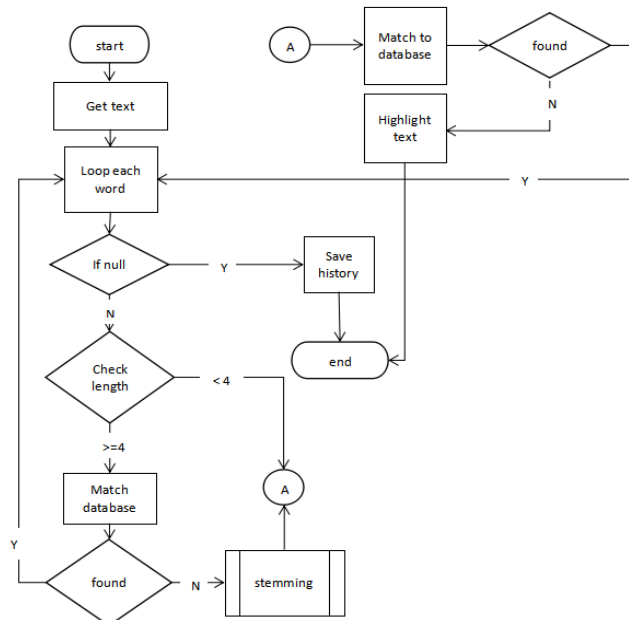 start
A
Match to
database
found
Get text
N
Highlight
text
Loop each
word
Y
If null
Y
Save
history
N
end
Check
length
< 4
>=4
A
Match
database
Y
found
N
stemming